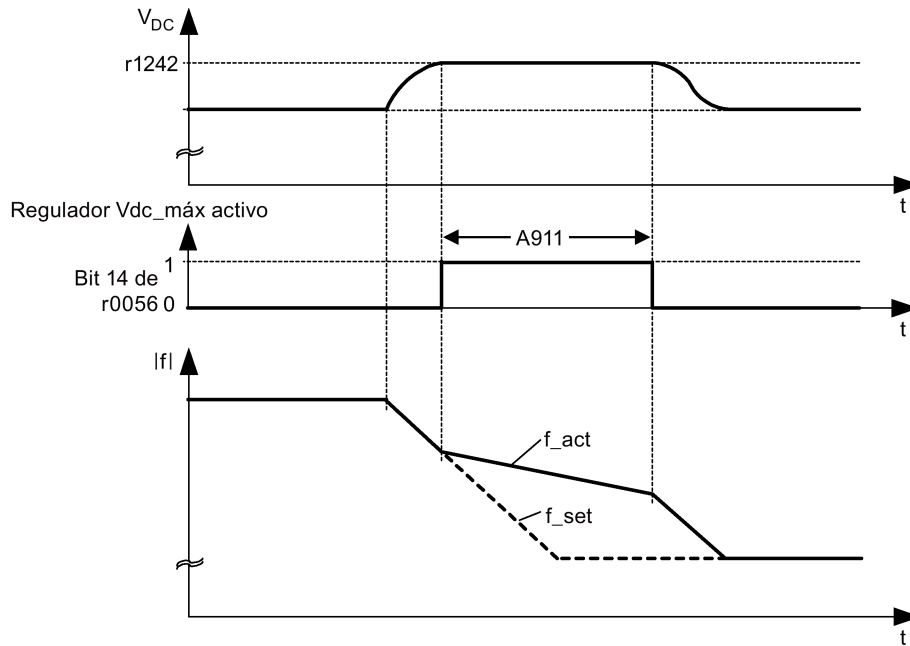 V_DC
r1242
t
Regulador Vdc_máx activo
A911
1
Bit 14 de
r0056 0
t
|f|
f_act
f_set
t